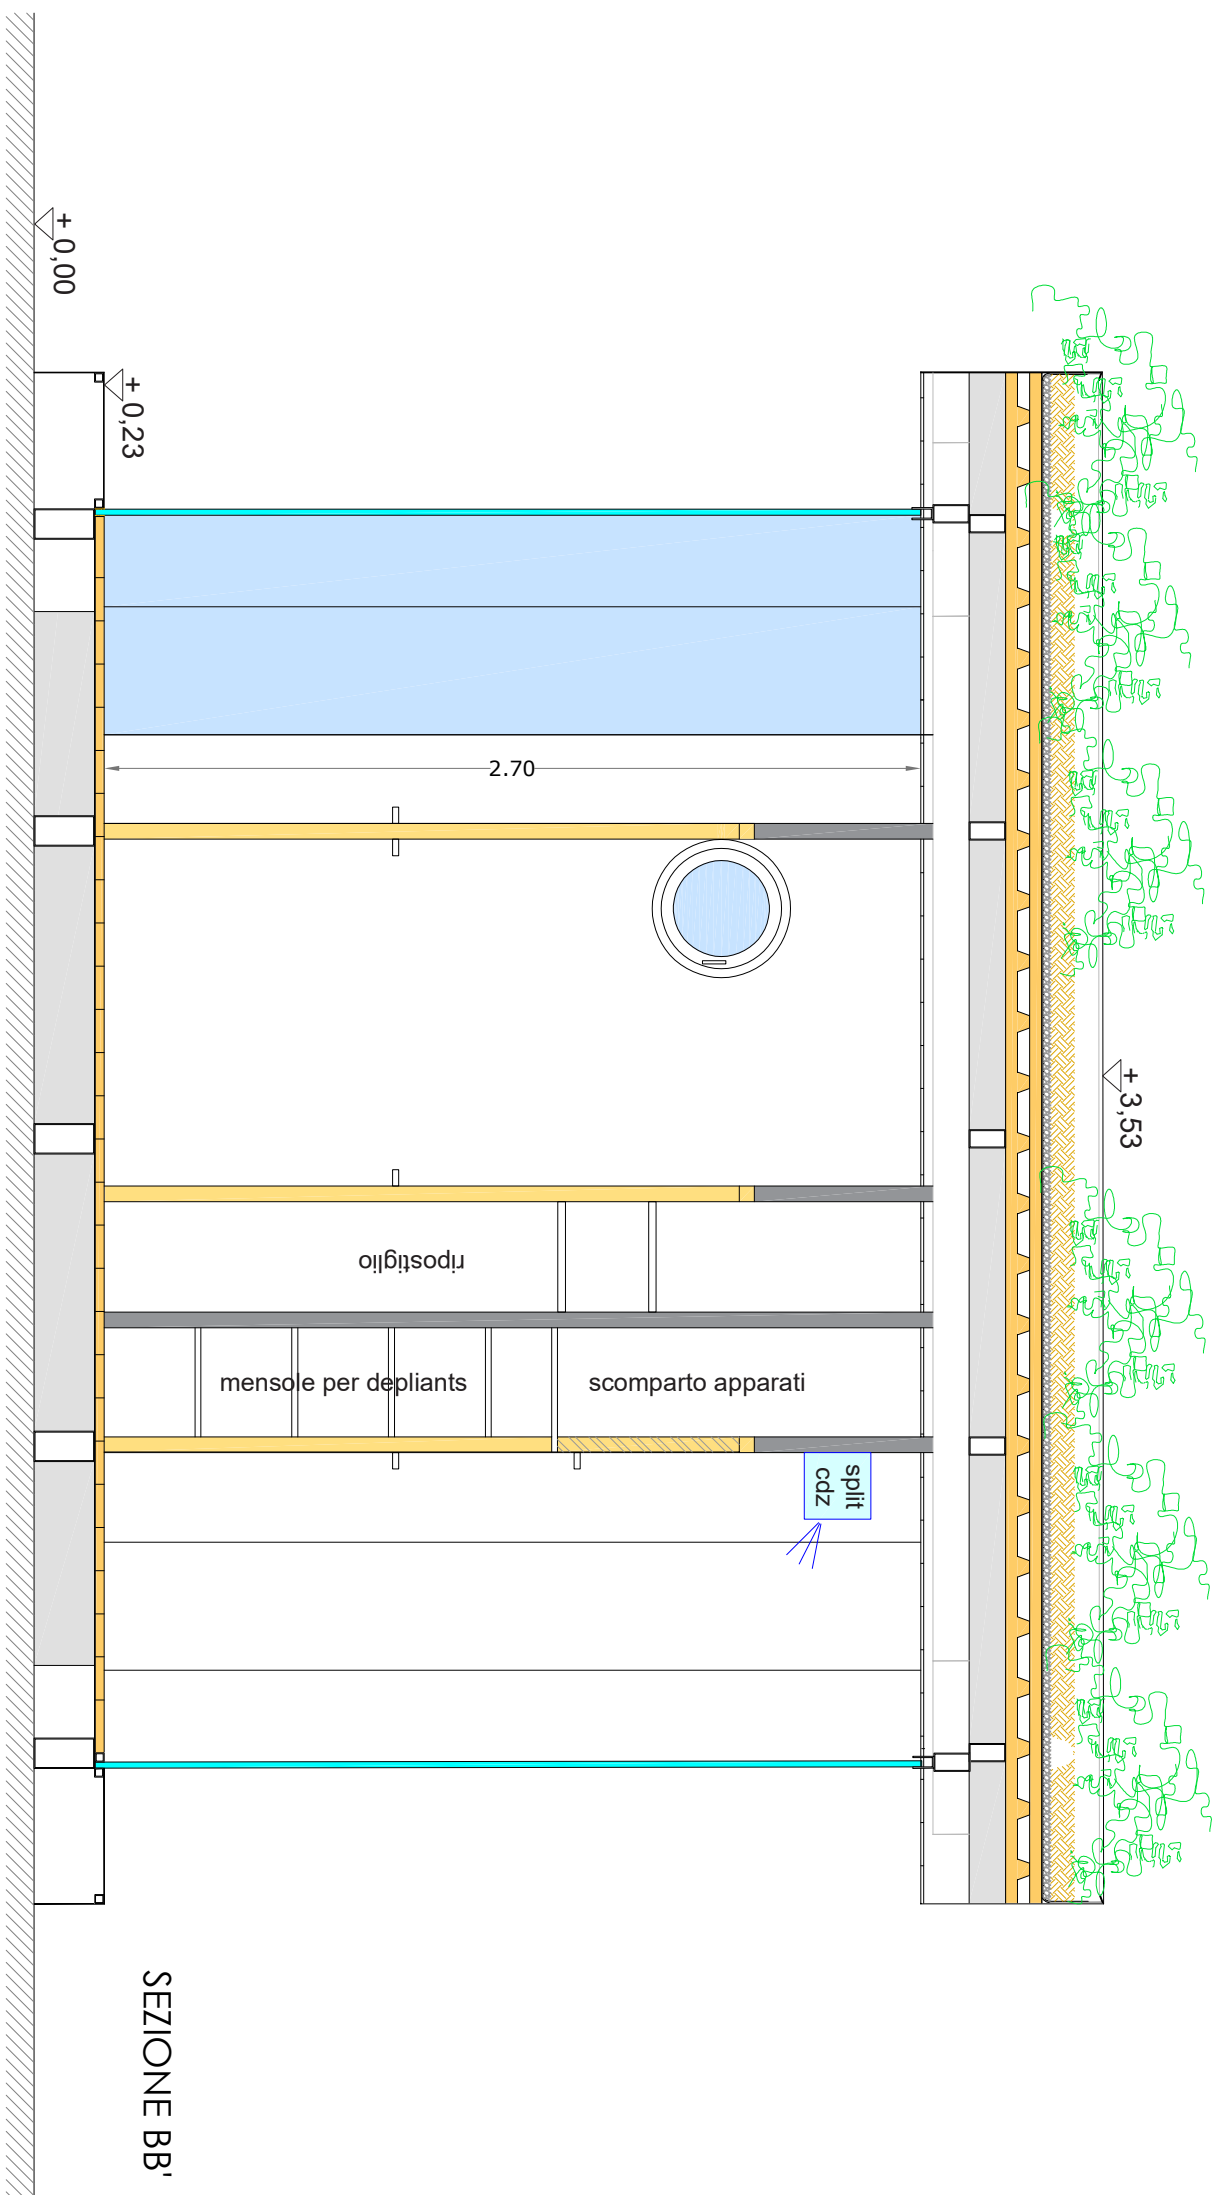 + 0,00
+ 0,23
2.70
+ 3,53
ripostiglio
mensole per depliants
scomparto apparati
split
cdz
SEZIONE BB'